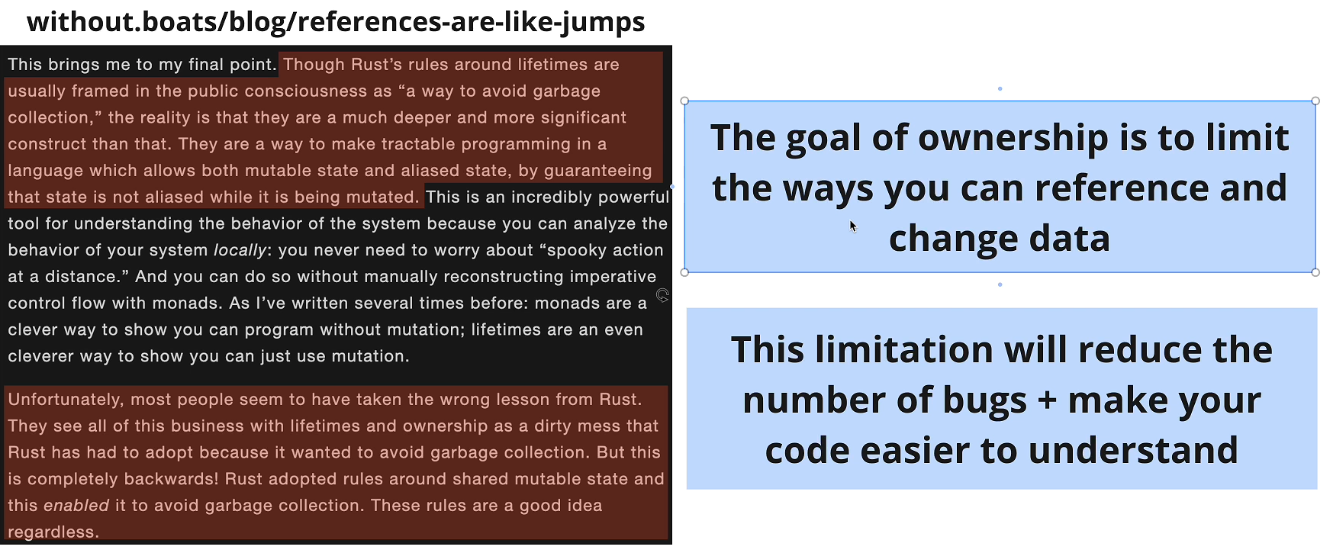 without.boats/blog/references-are-like-jumps
This brings me to my final point. Though Rust’s rules around lifetimes are
usually framed in the public consciousness as “a way to avoid garbage
collection,” the reality is that they are a much deeper and more significant
construct than that. They are a way to make tractable programming in a
language which allows both mutable state and aliased state, by guaranteeing
that state is not aliased while it is being mutated. This is an incredibly powerful
tool for understanding the behavior of the system because you can analyze the
behavior of your system locally: you never need to worry about “spooky action
at a distance.” And you can do so without manually reconstructing imperative
control flow with monads. As I’ve written several times before: monads are a
clever way to show you can program without mutation; lifetimes are an even
cleverer way to show you can just use mutation.
Unfortunately, most people seem to have taken the wrong lesson from Rust.
They see all of this business with lifetimes and ownership as a dirty mess that
Rust has had to adopt because it wanted to avoid garbage collection. But this
is completely backwards! Rust adopted rules around shared mutable state and
this enabled it to avoid garbage collection. These rules are a good idea
regardless.
The goal of ownership is to limit
the ways you can reference and
change data
This limitation will reduce the
number of bugs + make your
code easier to understand